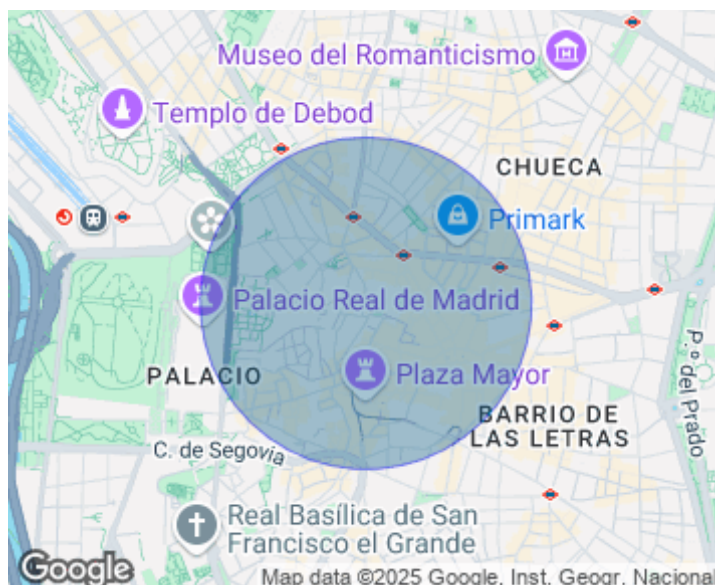 Museo del Romanticismo
Templo de Debod
CHUECA
Primark
Palacio Real de Madrid
PALACIO
Plaza Mayor
P.º del Prado
BARRIO DE
LAS LETRAS
C. de Segovia
Real Basílica de San
Francisco el Grande
Google
Map data ©2025 Google, Inst. Geogr. Nacional